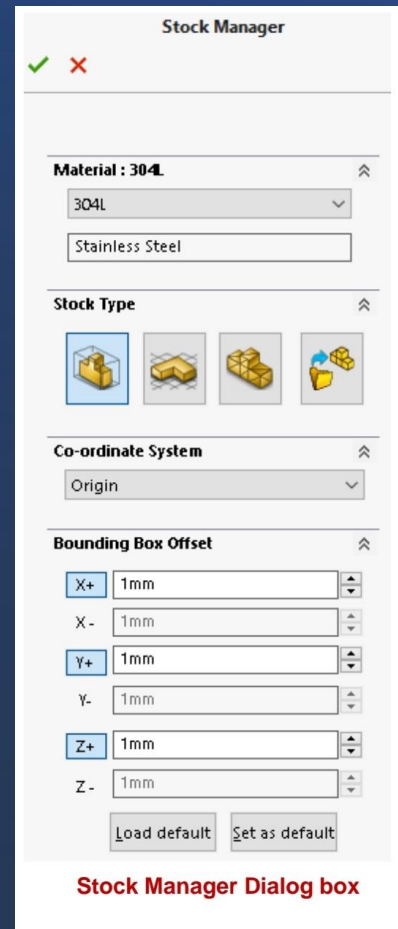 Stock Manager
Material : 304L
304L
Stainless Steel
Stock Type
Co-ordinate System
Origin
Bounding Box Offset
X+ 1mm
X - 1mm
Y+ 1mm
Y- 1mm
Z+ 1mm
Z - 1mm
Load default Set as default
Stock Manager Dialog box